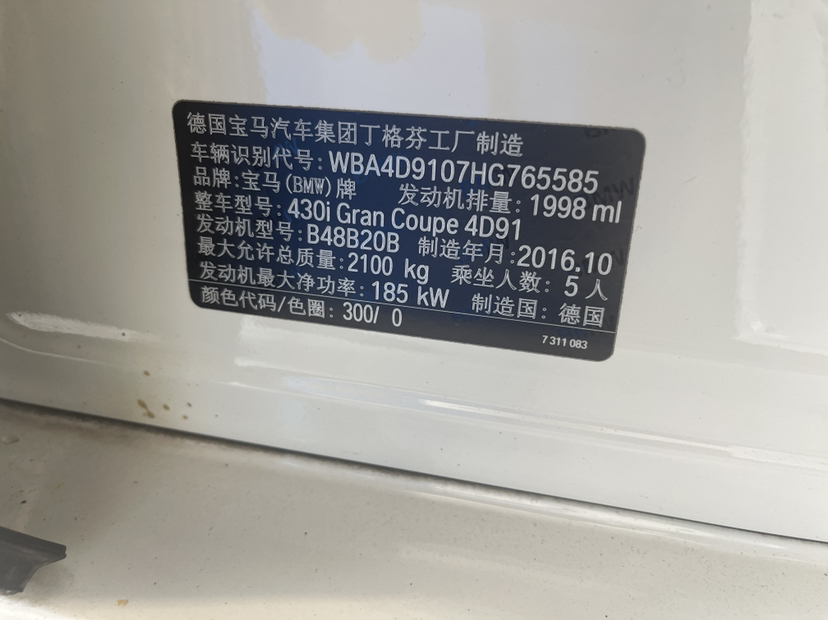 德国宝马汽车集团丁格芬工厂制造
车辆识别代号: WBA4D9107HG765585
品牌: 宝马(BMW)牌 发动机排量: 1998 ml
整车型号: 430i Gran Coupe 4D91
发动机型号: B48B20B 制造年月: 2016.10
最大允许总质量: 2100 kg 乘坐人数: 5 人
发动机最大净功率: 185 kW 制造国: 德国
颜色代码/色圈: 300/ 0
7 311 083